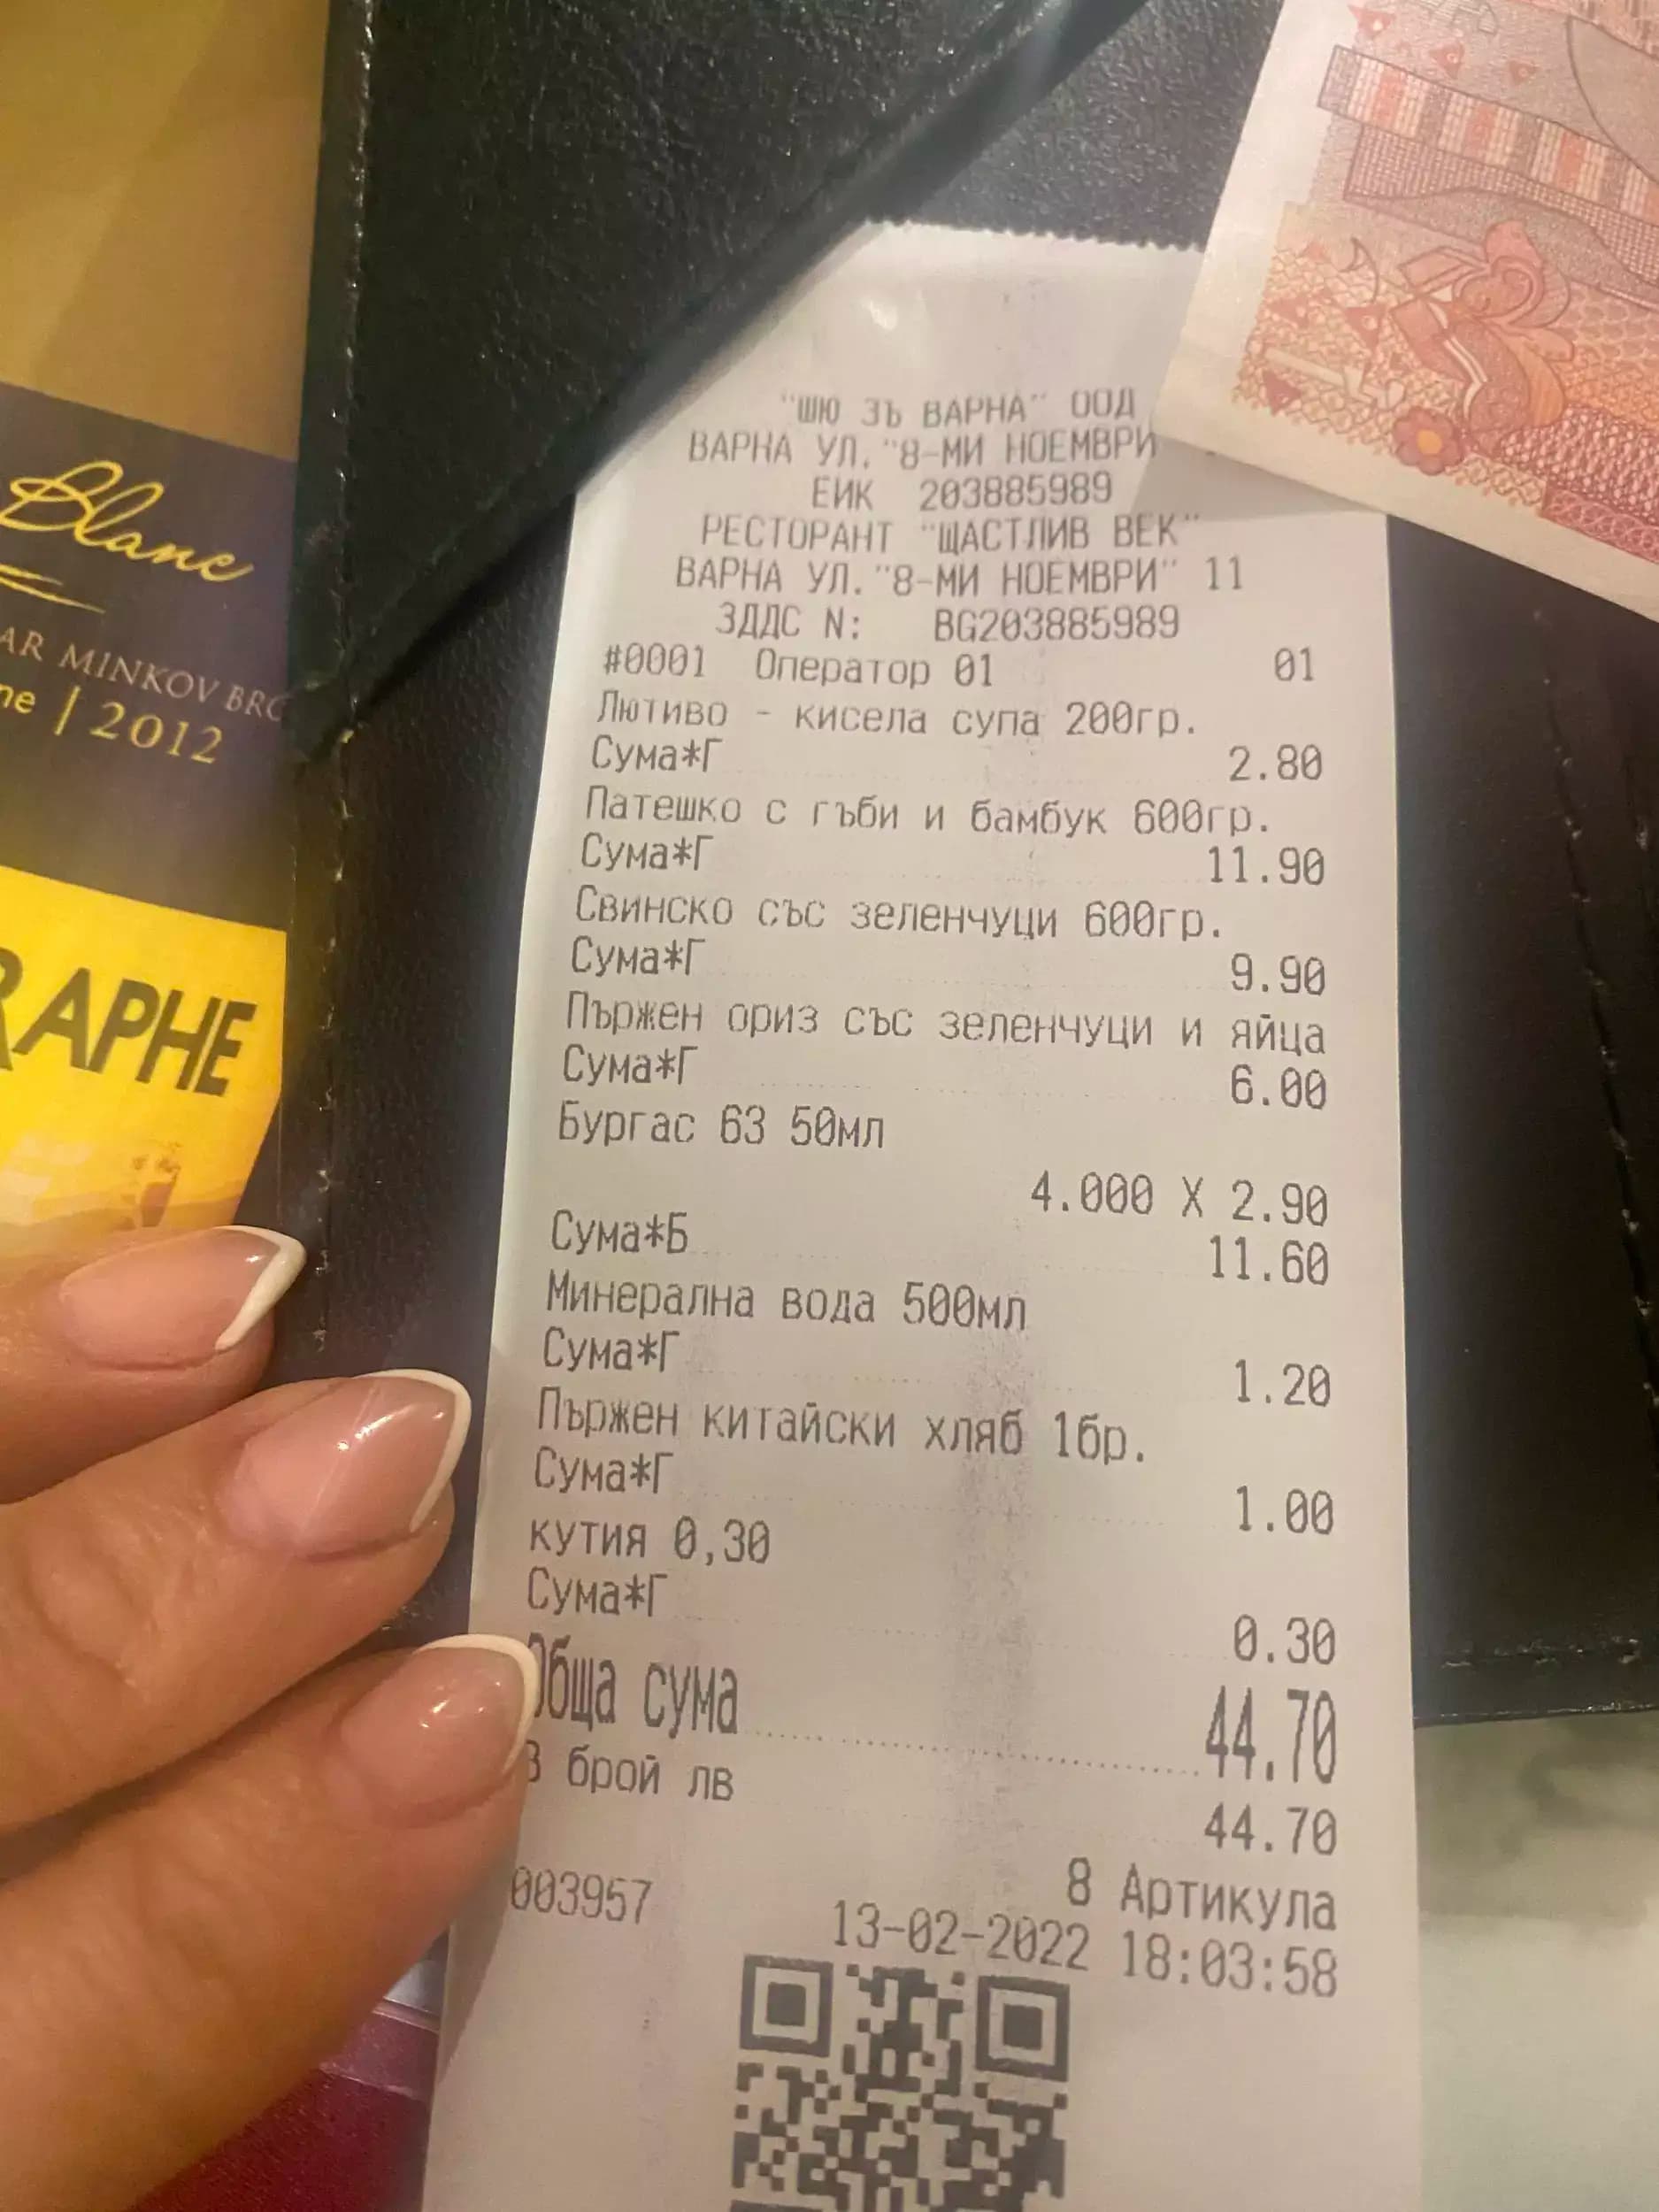 Blanc
AR MINKOV BRO
ne | 2012
RAPHE
"ШЮ ЗЪ ВАРНА" ООД
ВАРНА УЛ. "8-МИ НОЕМВРИ
ЕИК 203885989
РЕСТОРАНТ "ЩАСТЛИВ ВЕК"
ВАРНА УЛ. "8-МИ НОЕМВРИ" 11
ЗДДС N: BG203885989
#0001 Оператор 01 01
Лютиво - кисела супа 200гр.
Сума*Г 2.80
Патешко с гъби и бамбук 600гр.
Сума*Г 11.90
Свинско със зеленчуци 600гр.
Сума*Г 9.90
Пържен ориз със зеленчуци и яйца
Сума*Г 6.00
Бургас 63 50мл
4.000 X 2.90
Сума*Б 11.60
Минерална вода 500мл
Сума*Г 1.20
Пържен китайски хляб 1бр.
Сума*Г 1.00
кутия 0,30
Сума*Г 0.30
Обща сума 44.70
В брой лв 44.70
8 Артикула
003957 13-02-2022 18:03:58